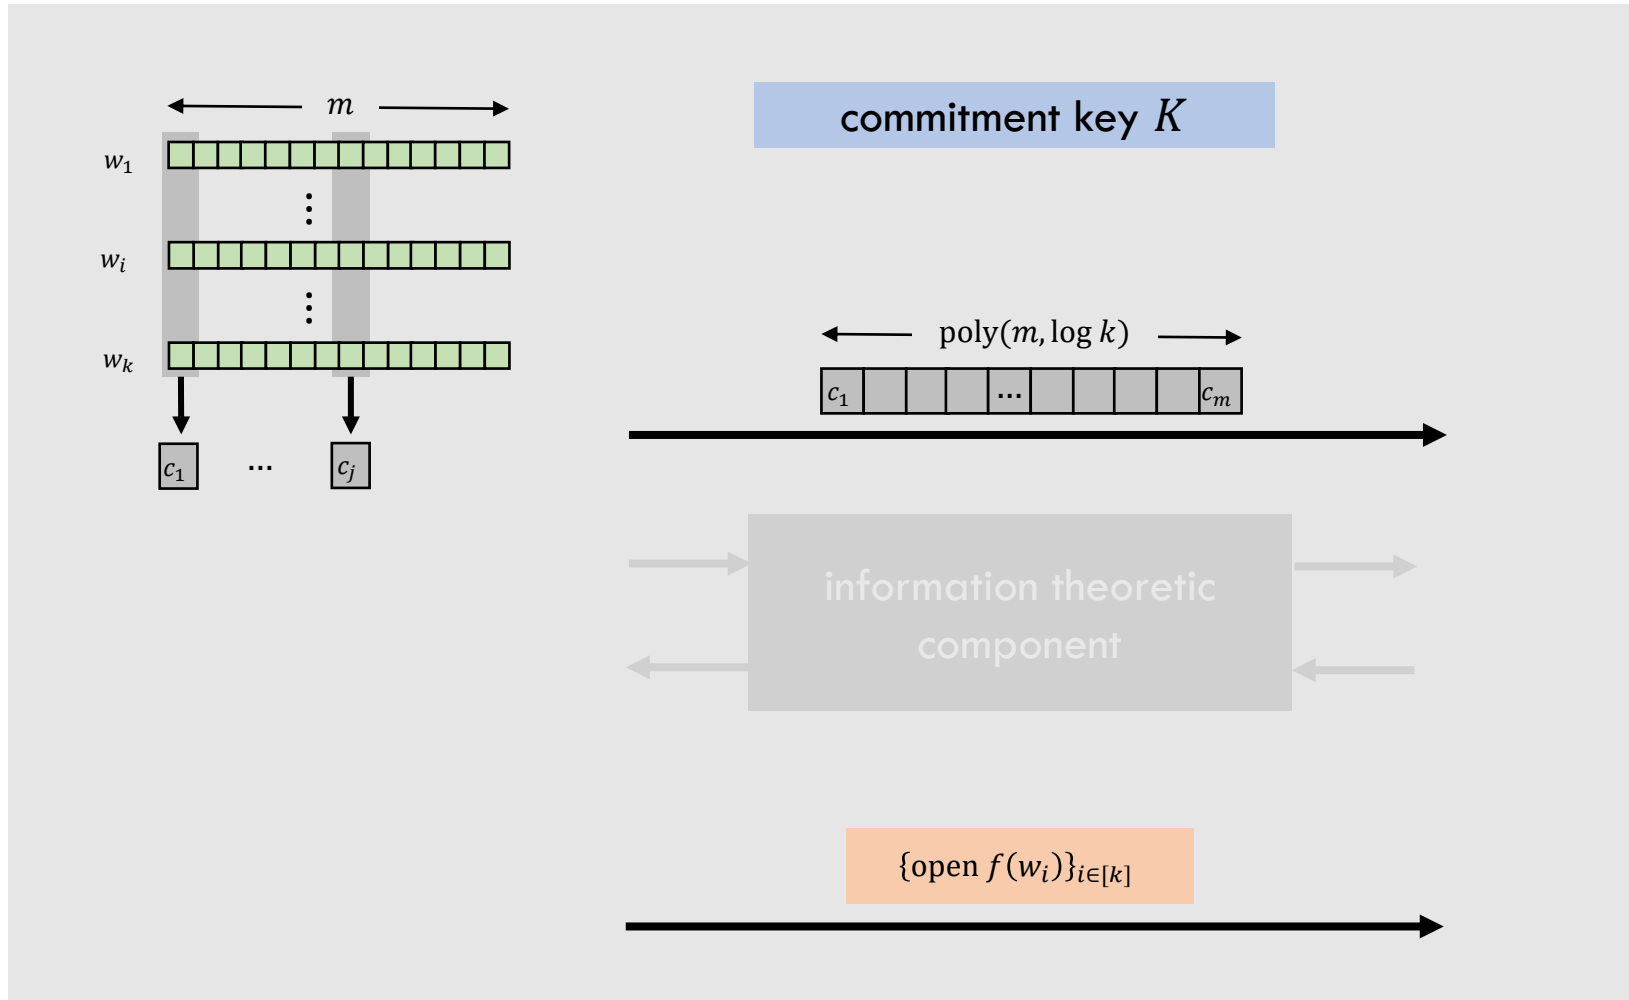 m
commitment key K
w₁
⋮
wᵢ
⋮
wₖ
poly(m, log k)
c₁ ... cₘ
c₁ ... cⱼ
information theoretic
component
{open f(wᵢ)}ᵢ∈[ₖ]